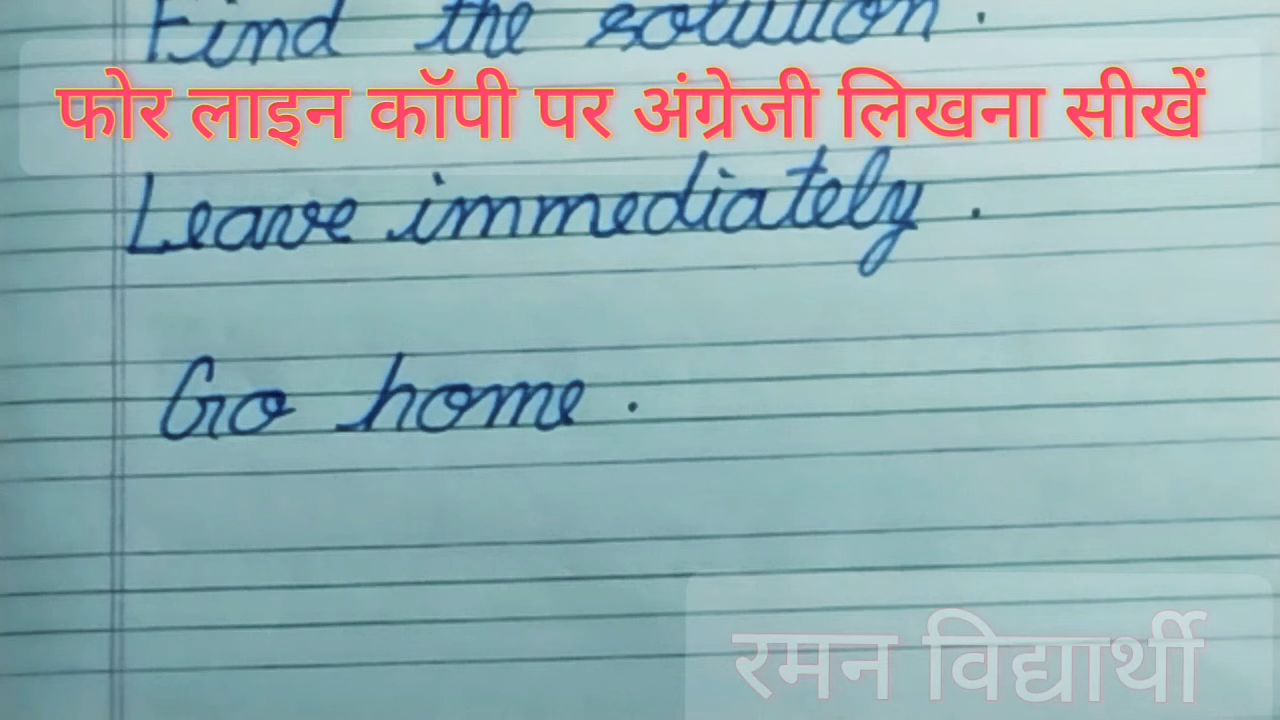 Find the solution.
फोर लाइन कॉपी पर अंग्रेजी लिखना सीखें
Leave immediately.
Go home.
रमन विद्यार्थी